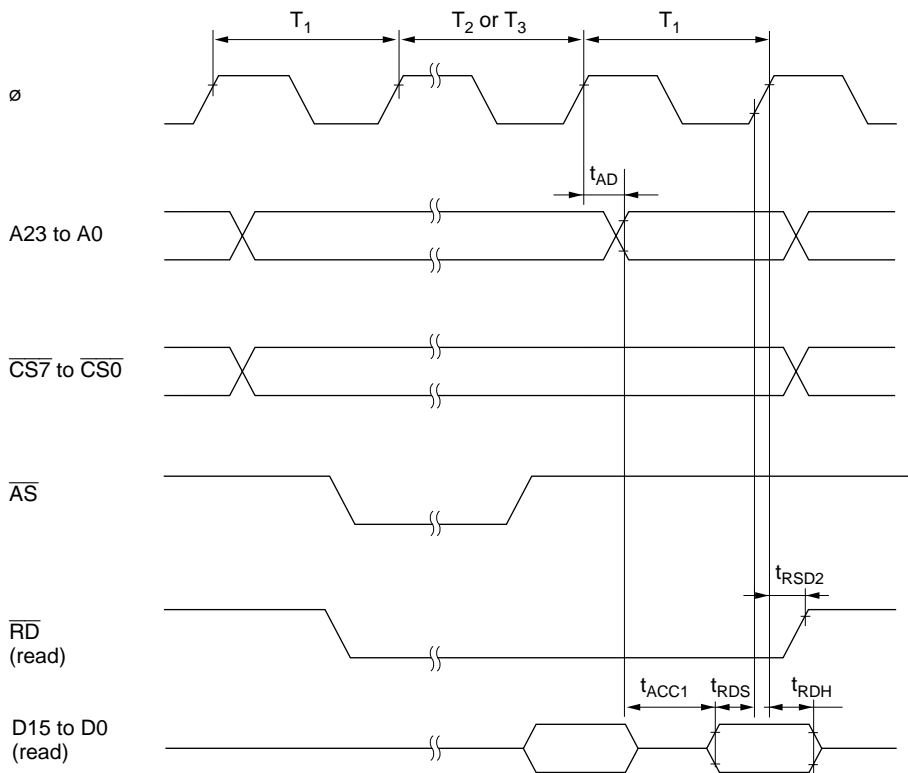 T1 T2 or T3 T1
ø
tAD
A23 to A0
CS7 to CS0
AS
tRSD2
RD
(read)
tACC1 tRDS tRDH
D15 to D0
(read)